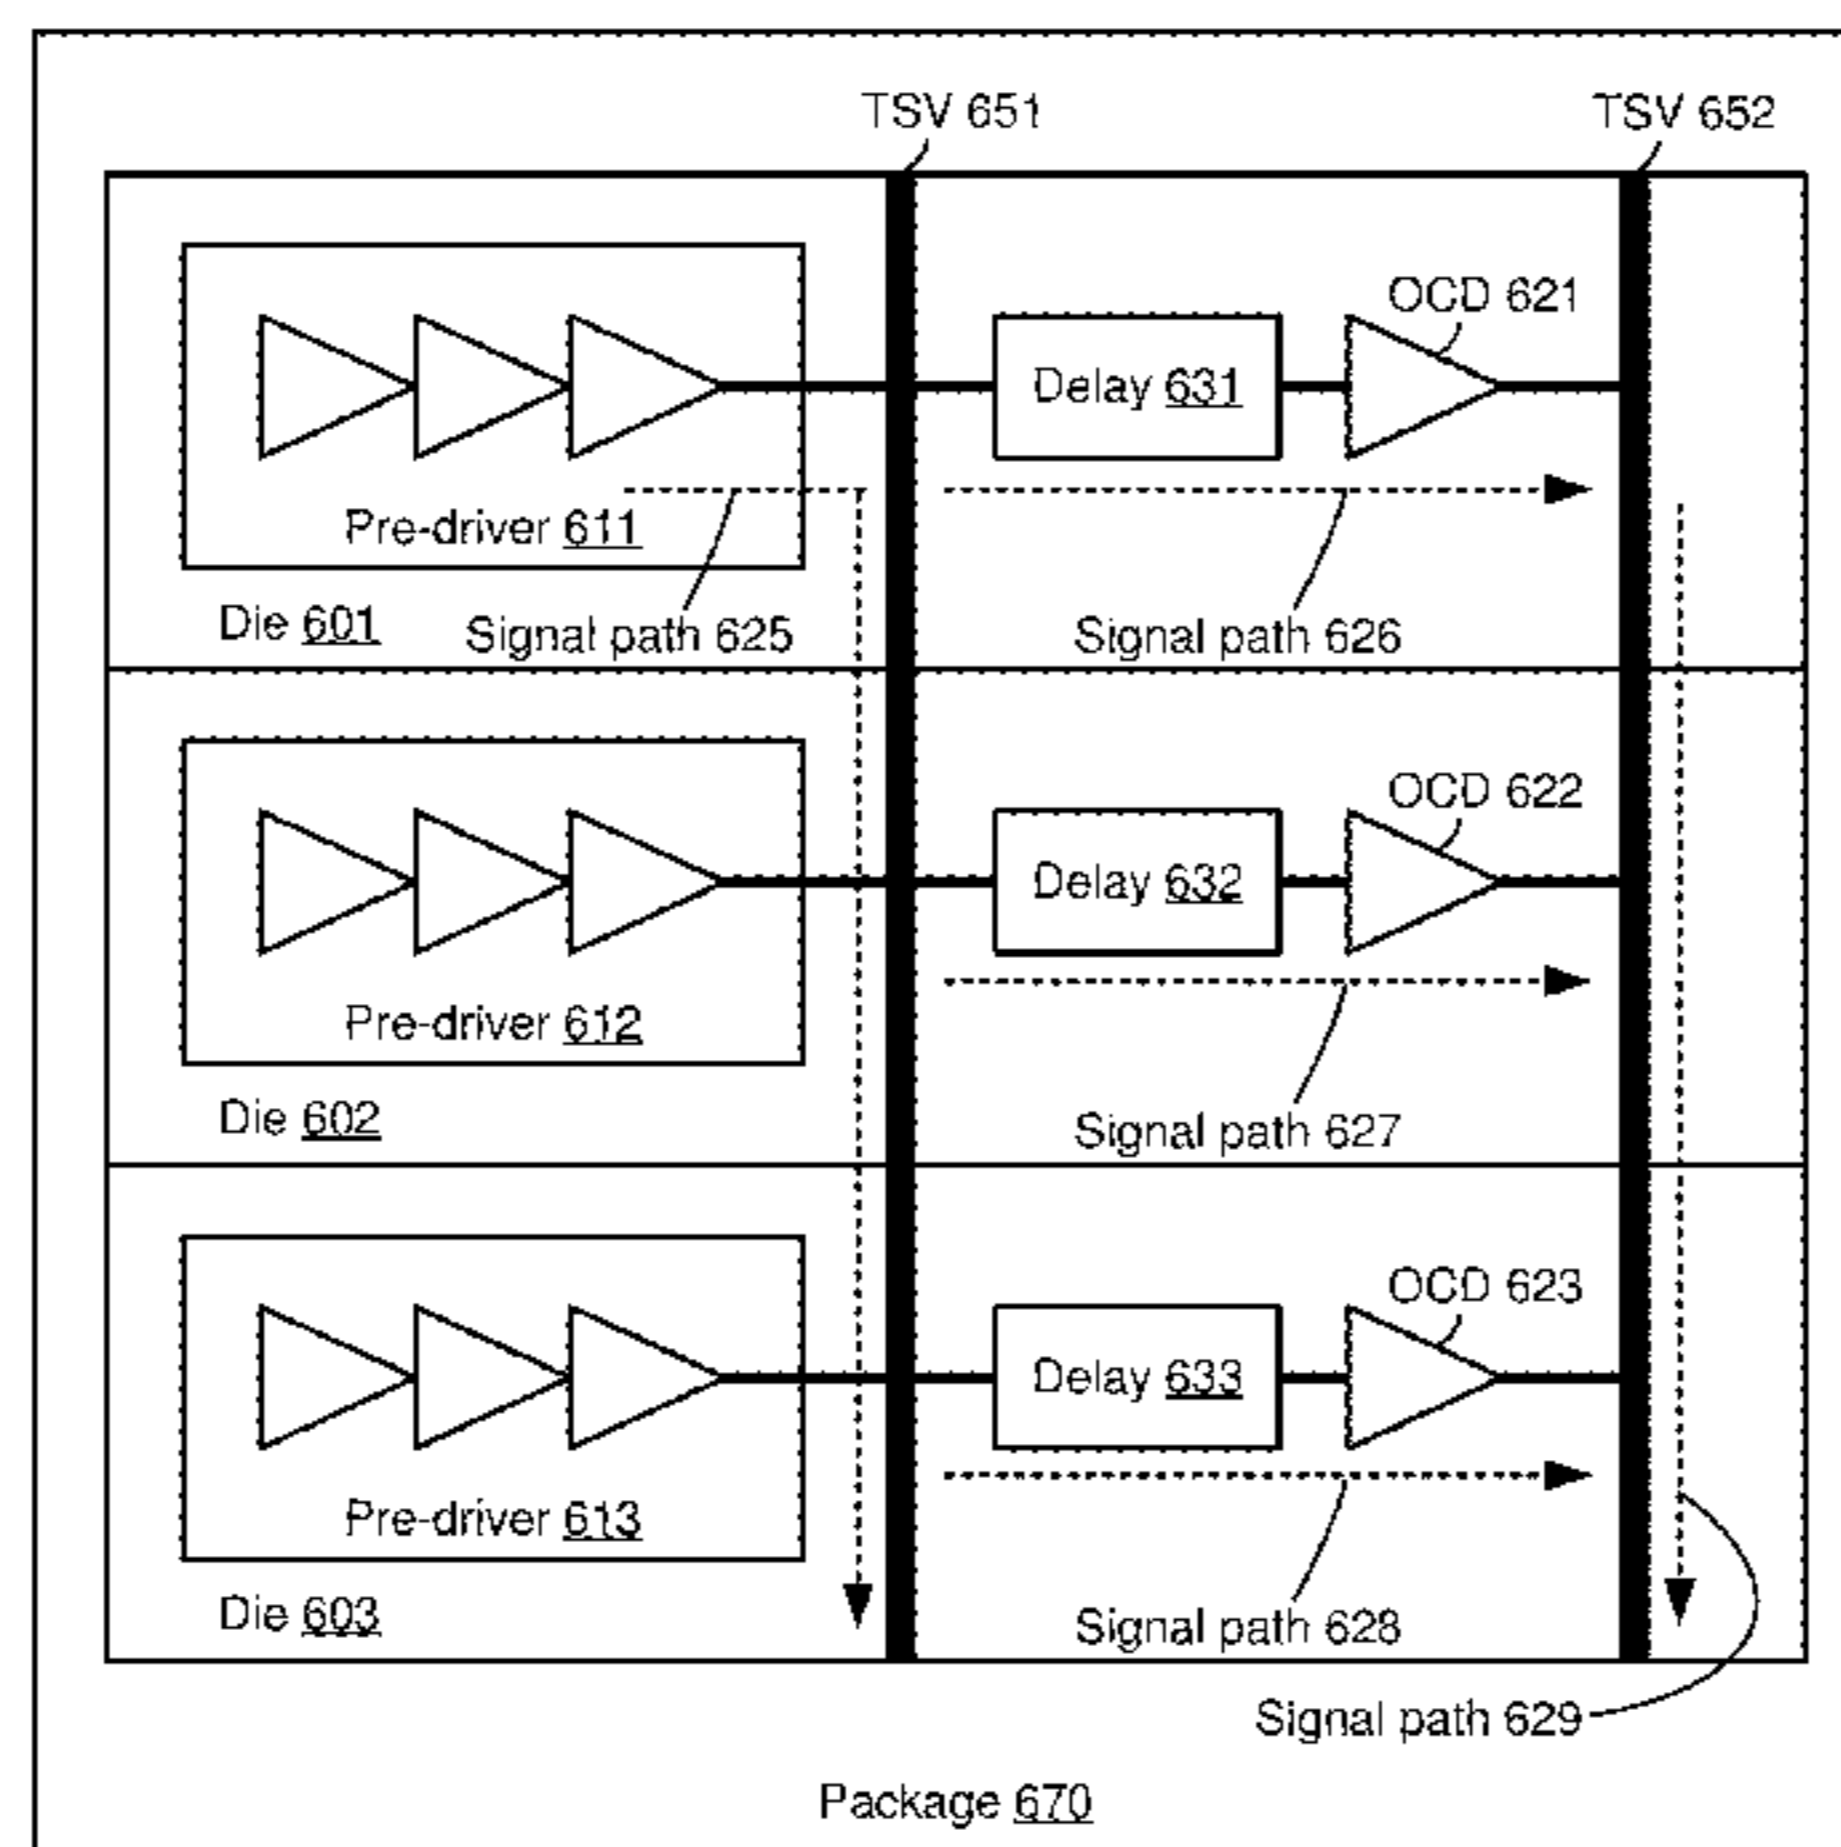 TSV 651
TSV 652
OCD 621
Delay 631
Pre-driver 611
Die 601
Signal path 625
Signal path 626
OCD 622
Delay 632
Pre-driver 612
Die 602
Signal path 627
OCD 623
Delay 633
Pre-driver 613
Die 603
Signal path 628
Signal path 629
Package 670